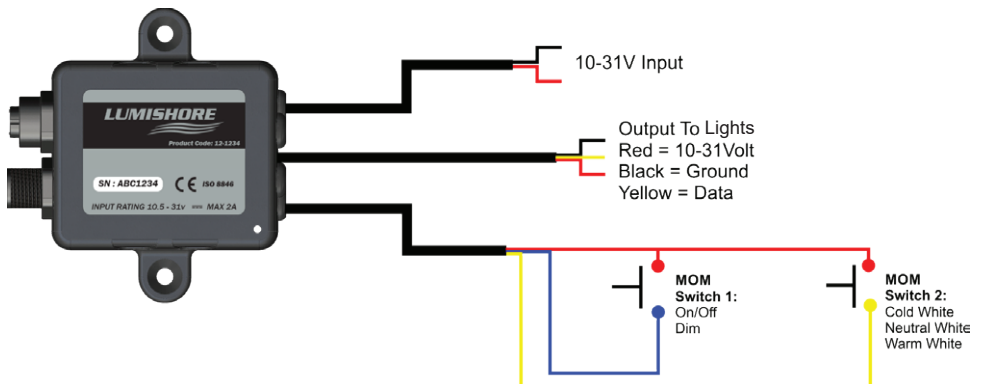 LUMISHORE
Product Code: 12-1234
SN : ABC1234
CE ISO 8846
INPUT RATING 10.5 - 31v MAX 2A
10-31V Input
Output To Lights
Red = 10-31Volt
Black = Ground
Yellow = Data
MOM
Switch 1:
On/Off
Dim
MOM
Switch 2:
Cold White
Neutral White
Warm White